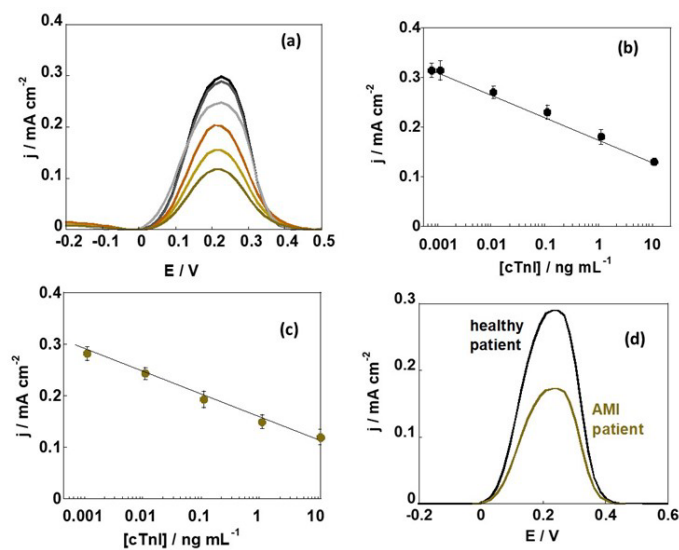 (a)
0.4
0.3
0.2
0.1
0
j / mA cm-2
-0.2 -0.1 0 0.1 0.2 0.3 0.4 0.5
E / V
(b)
0.4
0.3
0.2
0.1
0
j / mA cm-2
0.001 0.01 0.1 1 10
[cTnI] / ng mL-1
(c)
0.4
0.3
0.2
0.1
0
j / mA cm-2
0.001 0.01 0.1 1 10
[cTnI] / ng mL-1
(d)
0.3
0.2
0.1
0
j / mA cm-2
healthy
patient
AMI
patient
-0.2 0 0.2 0.4 0.6
E / V